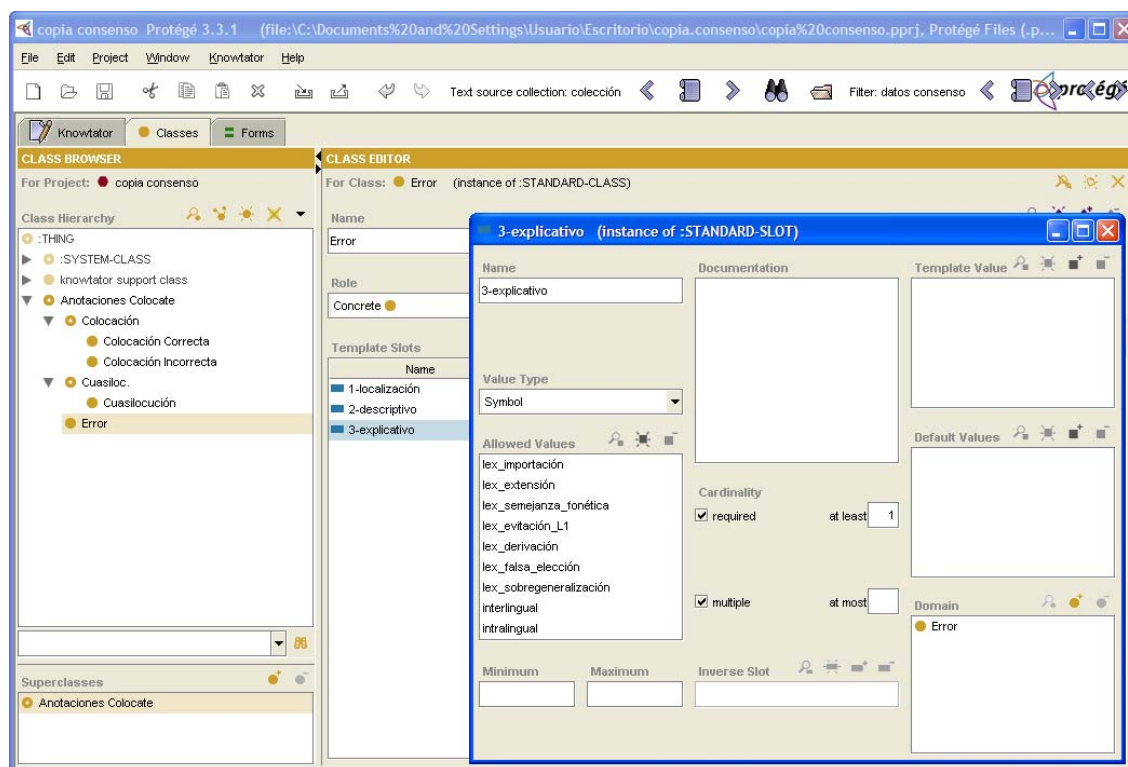 copia consenso Protégé 3.3.1 (file:\C:\Documents%20and%20Settings\Usuario\Escritorio\copia.consenso\copia%20consenso.pprj, Protégé Files (.p...
File Edit Project Window Knowtator Help
Text source collection: colección
Filter: datos consenso
protégé
Knowtator
Classes
Forms
CLASS BROWSER
For Project: copia consenso
Class Hierarchy
:THING
:SYSTEM-CLASS
knowtator support class
Anotaciones Colocate
Colocación
Colocación Correcta
Colocación Incorrecta
Cuasiloc.
Cuasilocución
Error
Superclasses
Anotaciones Colocate
CLASS EDITOR
For Class: Error (instance of :STANDARD-CLASS)
Name
Error
Role
Concrete
Template Slots
Name
1-localización
2-descriptivo
3-explicativo
3-explicativo (instance of :STANDARD-SLOT)
Name
3-explicativo
Value Type
Symbol
Allowed Values
lex_importación
lex_extensión
lex_semejanza_fonética
lex_evitación_L1
lex_derivación
lex_falsa_elección
lex_sobregeneralización
interlingual
intralingual
Minimum
Maximum
Documentation
Cardinality
required at least 1
multiple at most
Inverse Slot
Template Value
Default Values
Domain
Error